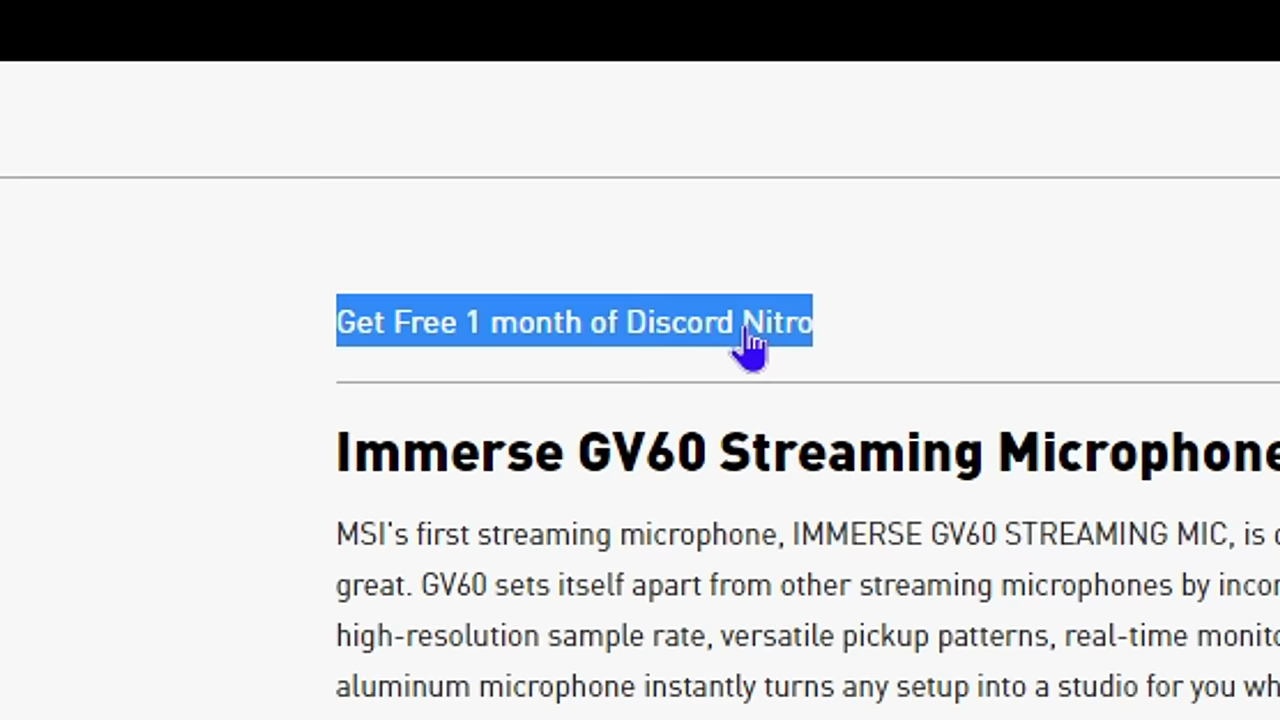 Get Free 1 month of Discord Nitro
Immerse GV60 Streaming Microphone
MSI's first streaming microphone, IMMERSE GV60 STREAMING MIC, is
great. GV60 sets itself apart from other streaming microphones by
high-resolution sample rate, versatile pickup patterns, real-time
aluminum microphone instantly turns any setup into a studio for you